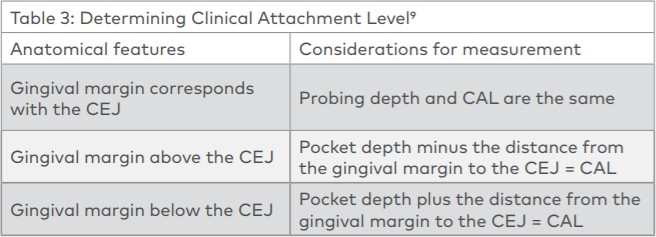 Table 3: Determining Clinical Attachment Level⁹
Anatomical features
Considerations for measurement
Gingival margin corresponds
with the CEJ
Probing depth and CAL are the same
Gingival margin above the CEJ
Pocket depth minus the distance from
the gingival margin to the CEJ = CAL
Gingival margin below the CEJ
Pocket depth plus the distance from the
gingival margin to the CEJ = CAL